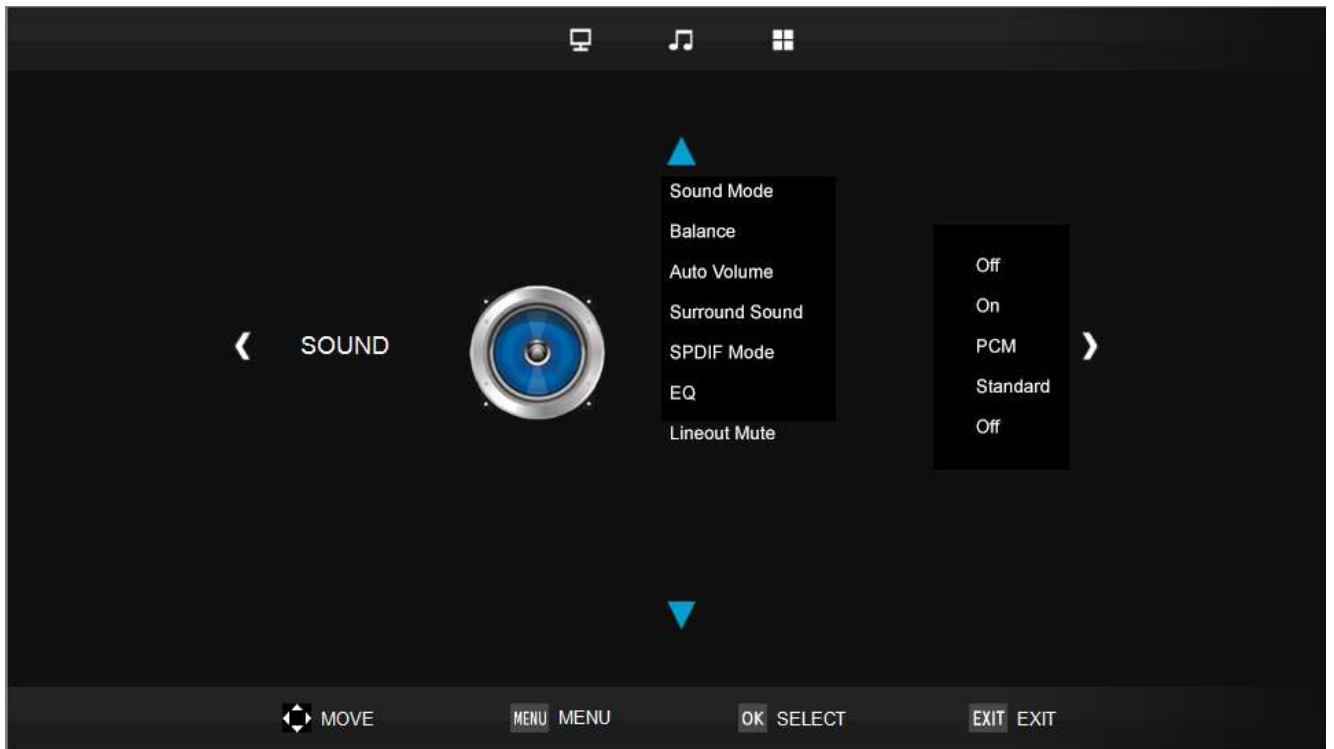 Sound Mode
Balance
Auto Volume Off
Surround Sound On
SOUND SPDIF Mode PCM
EQ Standard
Lineout Mute Off
MOVE MENU MENU OK SELECT EXIT EXIT